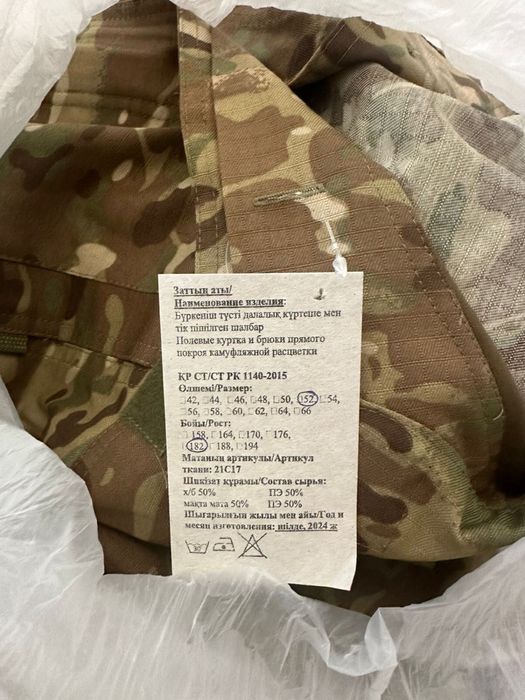 Заттың аты/
Наименование изделия:
Бүркеніш түсті далалық күртеше мен
тік пішілген шалбар
Полевые куртка и брюки прямого
покроя камуфляжной расцветки
ҚР СТ/СТ РК 1140-2015
Өлшемі/Размер:
□42, □44, □46, □48, □50, □52, □54,
□56, □58, □60, □62, □64, □66
Бойы/Рост:
□158, □164, □170, □176,
□182, □188, □194
Матаның артикулы/Артикул
ткани: 21С17
Шикізат құрамы/Состав сырья:
х/б 50% ПЭ 50%
мақта мата 50% ПЭ 50%
Шығарылған жылы мен айы/Год и
месяц изготовления: шілде, 2024 ж
30